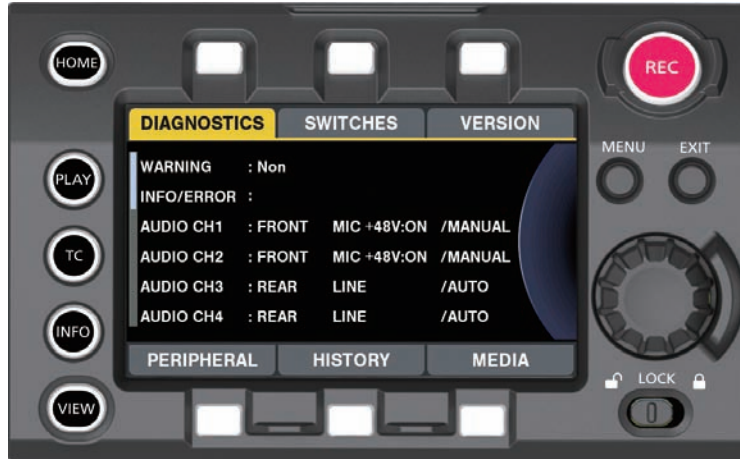 HOME
REC
DIAGNOSTICS SWITCHES VERSION
MENU EXIT
WARNING : Non
PLAY
INFO/ERROR :
AUDIO CH1 : FRONT MIC +48V:ON /MANUAL
AUDIO CH2 : FRONT MIC +48V:ON /MANUAL
TC
AUDIO CH3 : REAR LINE /AUTO
AUDIO CH4 : REAR LINE /AUTO
INFO
PERIPHERAL HISTORY MEDIA
LOCK
VIEW